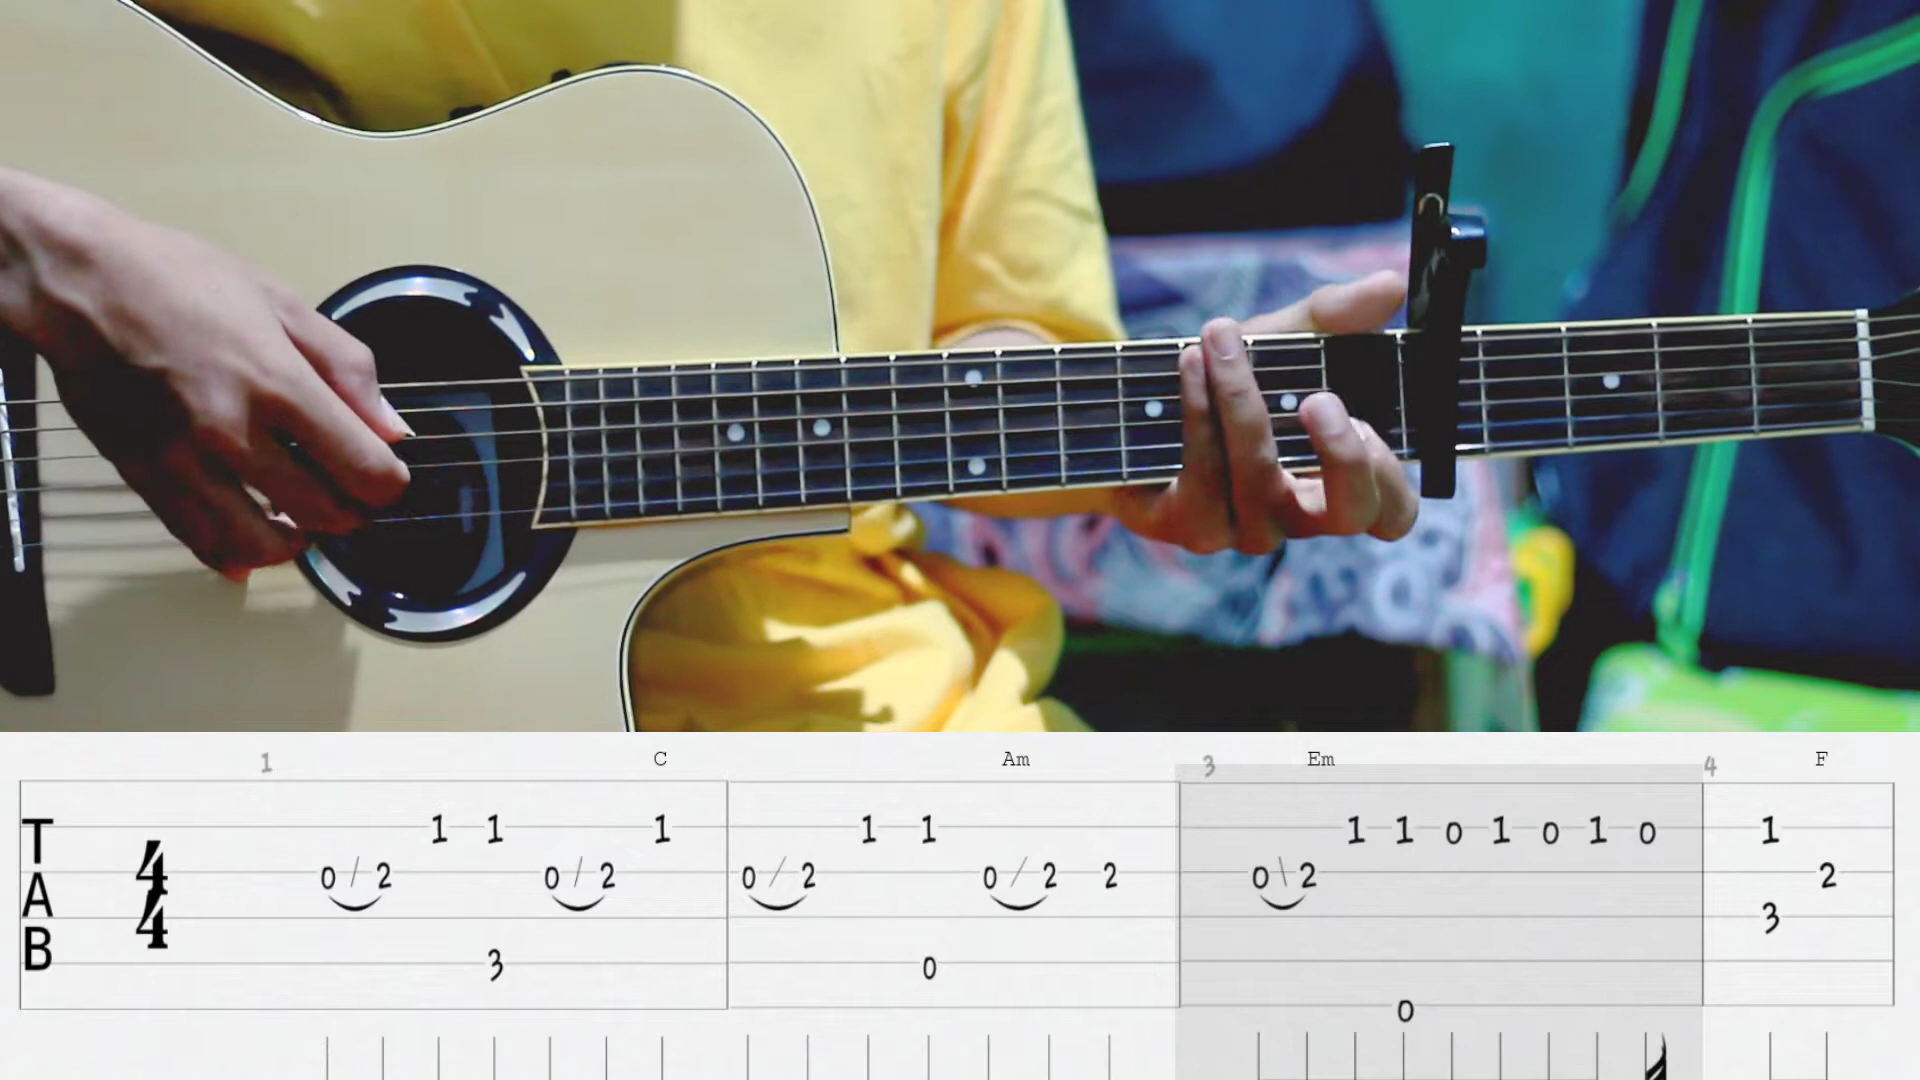 1 C Am 3 Em 4 F
T A B
4 4
1 1 1 1 1 1 1 0 1 0 1 0 1
0 / 2 0 / 2 0 / 2 0 / 2 2 0 \ 2 2
3
3 0
0